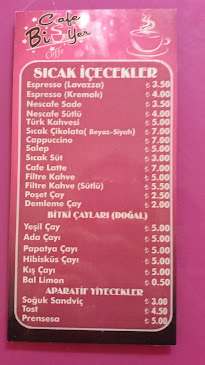 Cafe
Bi Yer
Coffe
SICAK İÇECEKLER
Espresso (Lavazza) ₺ 3.50
Espresso (Kremalı) ₺ 4.00
Nescafe Sade ₺ 3.50
Nescafe Sütlü ₺ 4.00
Türk Kahvesi ₺ 5.00
Sıcak Çikolata( Beyaz-Siyah) ₺ 7.00
Cappuccino ₺ 7.00
Salep ₺ 5.00
Sıcak Süt ₺ 3.00
Cafe Latte ₺ 7.00
Filtre Kahve ₺ 5.00
Filtre Kahve (Sütlü) ₺ 5.50
Poşet Çay ₺ 2.50
Demleme Çay ₺ 2.00
BİTKİ ÇAYLARI (DOĞAL)
Yeşil Çay ₺ 5.00
Ada Çayı ₺ 5.00
Papatya Çayı ₺ 5.00
Hibisküs Çayı ₺ 5.00
Kış Çayı ₺ 5.00
Bal Limon ₺ 0.50
APARATİF YİYECEKLER
Soğuk Sandviç ₺ 3.00
Tost ₺ 4.50
Prensesa ₺ 5.00